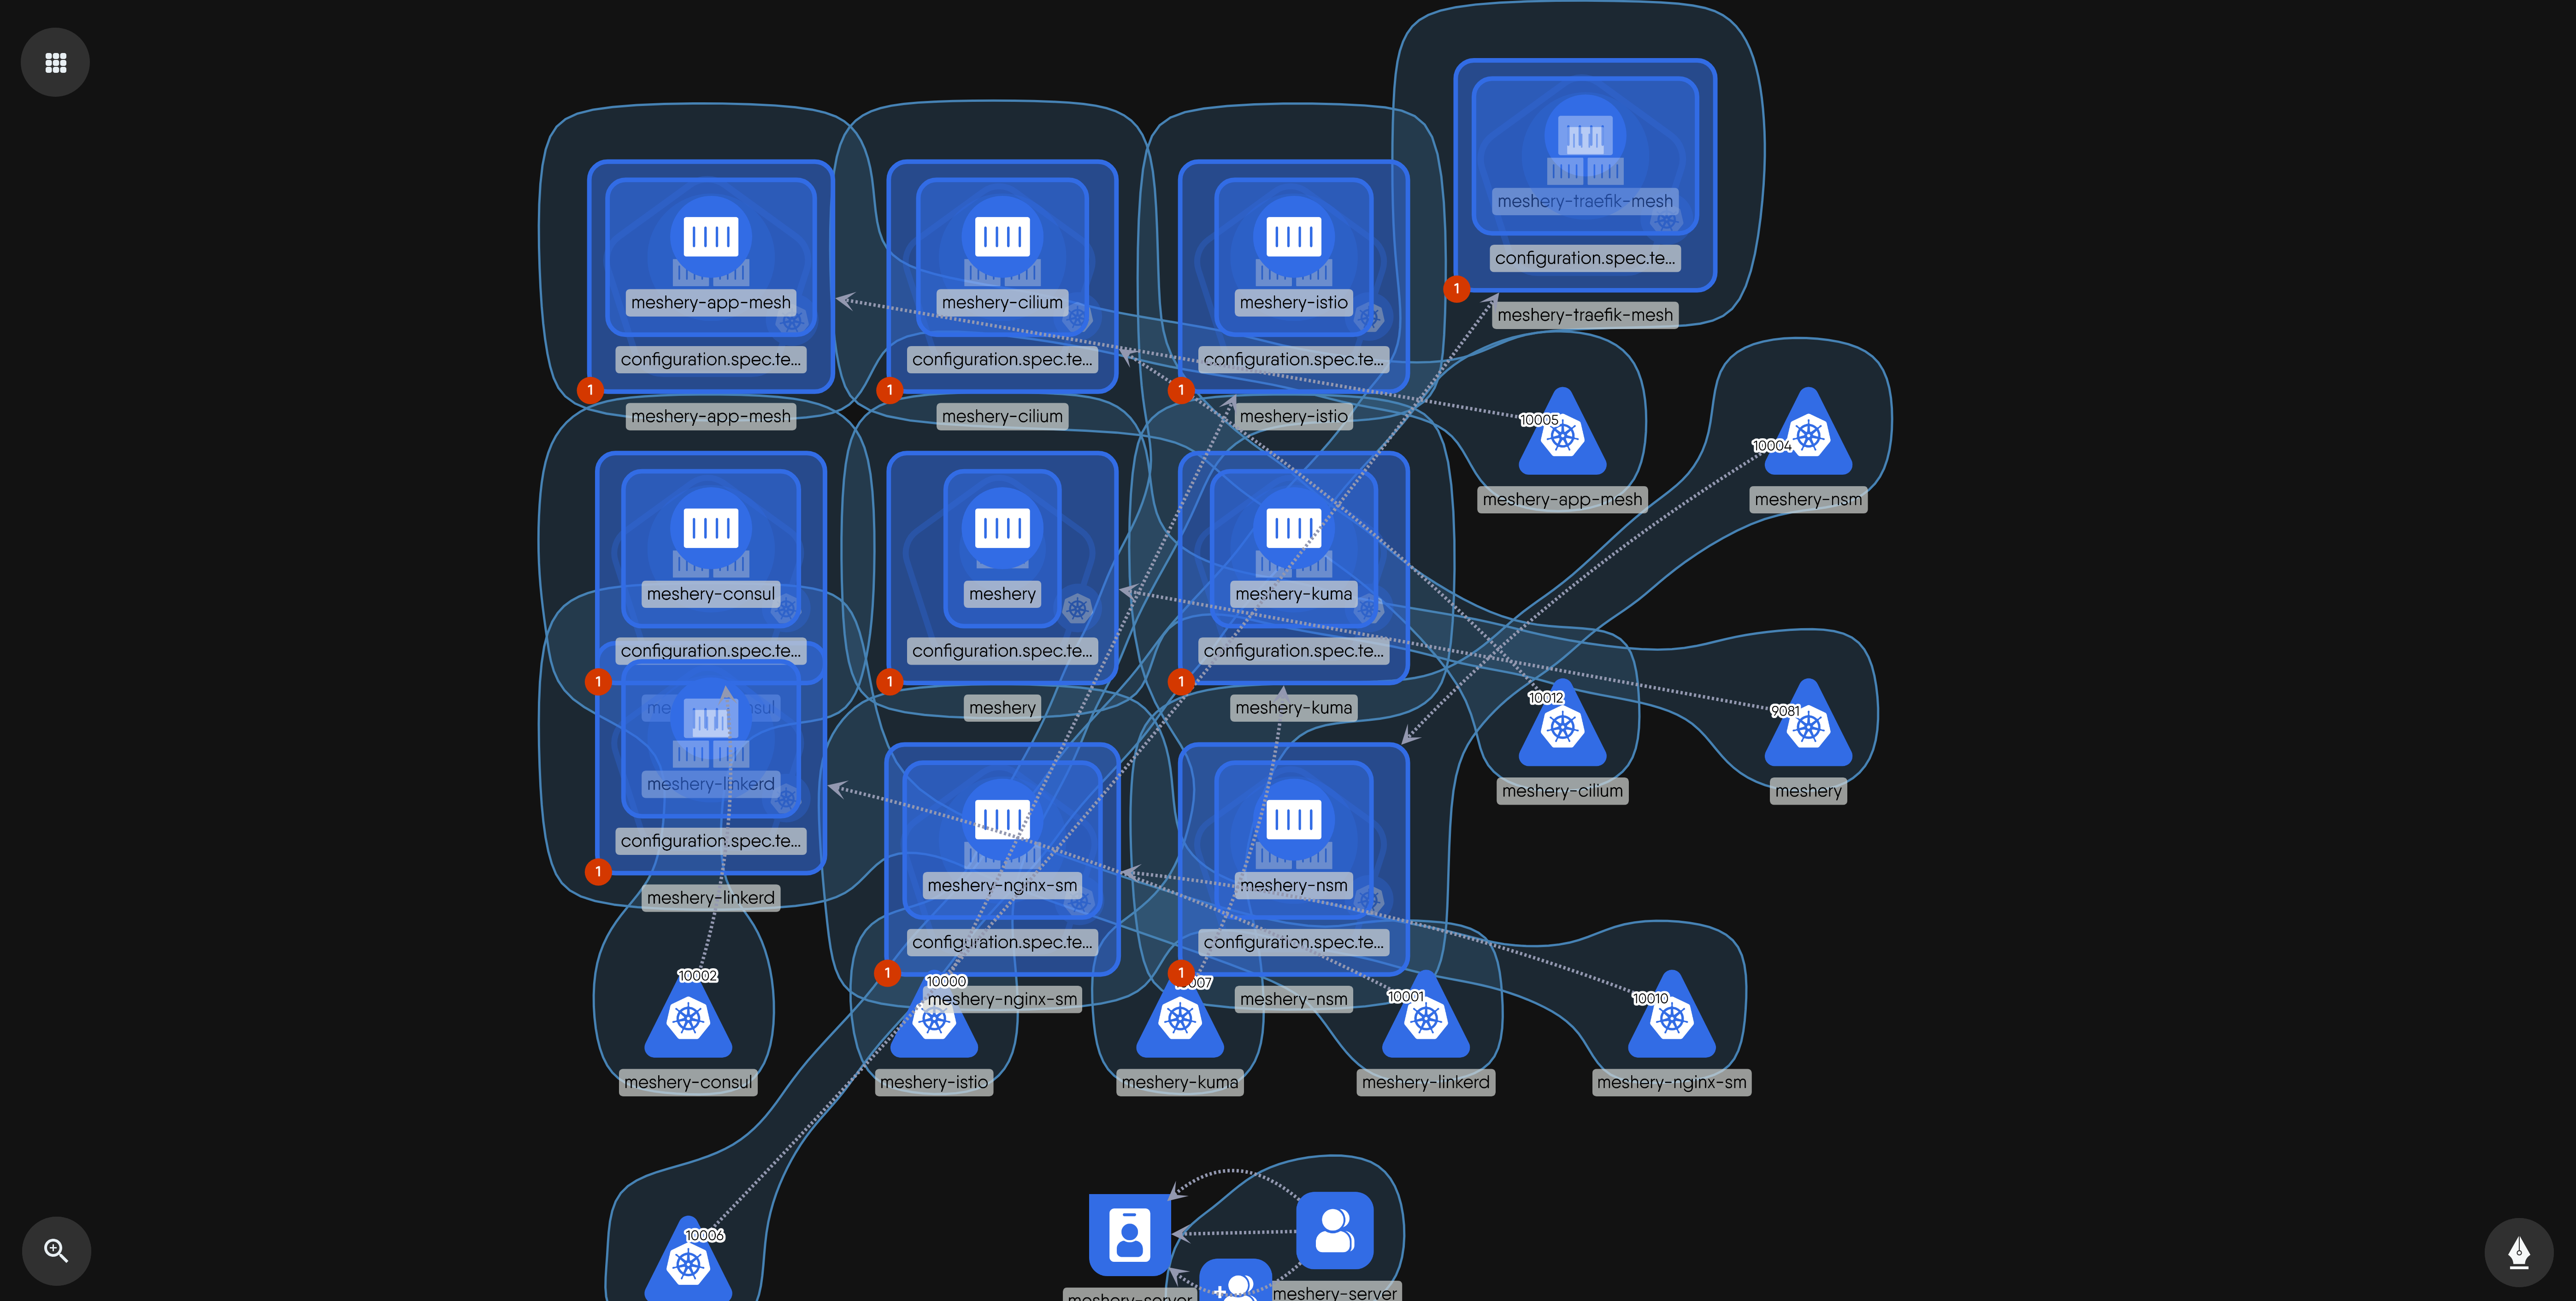 meshery-traefik-mesh
configuration.spec.te...
1
meshery-traefik-mesh
meshery-app-mesh
configuration.spec.te...
1
meshery-app-mesh
meshery-cilium
configuration.spec.te...
1
meshery-cilium
meshery-istio
configuration.spec.te...
1
meshery-istio
10005
meshery-app-mesh
10004
meshery-nsm
meshery-consul
configuration.spec.te...
1
meshery
configuration.spec.te...
1
meshery
meshery-kuma
configuration.spec.te...
1
meshery-kuma
10012
meshery-cilium
9081
meshery
meshery-linkerd
configuration.spec.te...
1
meshery-linkerd
meshery-nginx-sm
configuration.spec.te...
1
meshery-nginx-sm
meshery-nsm
configuration.spec.te...
1
meshery-nsm
10002
meshery-consul
10000
meshery-istio
007
meshery-kuma
10001
meshery-linkerd
10010
meshery-nginx-sm
10006
meshery-server
meshery-server